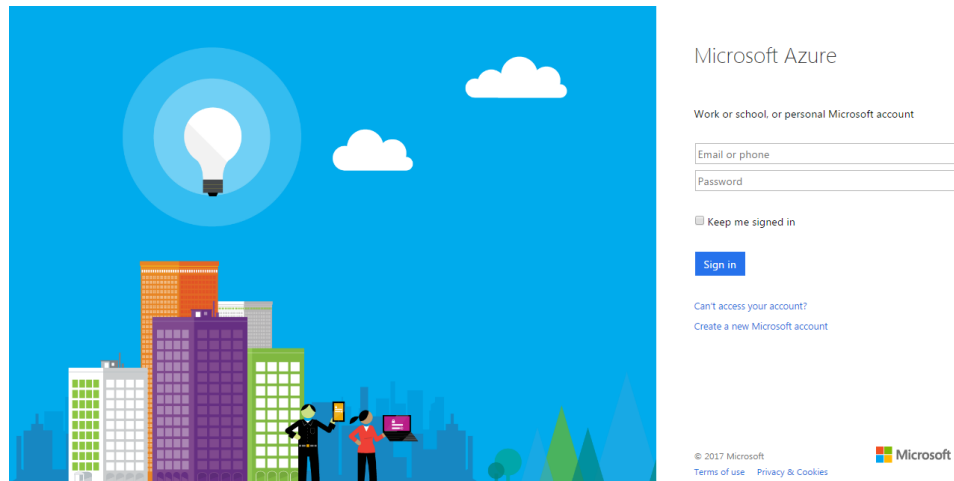 Microsoft Azure
Work or school, or personal Microsoft account
Email or phone
Password
Keep me signed in
Sign in
Can't access your account?
Create a new Microsoft account
© 2017 Microsoft
Terms of use Privacy & Cookies
Microsoft